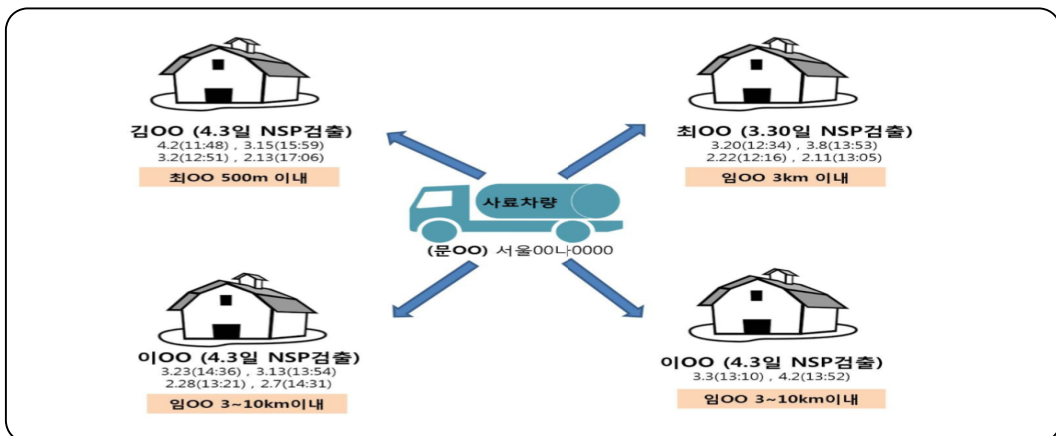 김OO (4.3일 NSP검출)
4.2(11:48) , 3.15(15:59)
3.2(12:51) , 2.13(17:06)
최OO 500m 이내
최OO (3.30일 NSP검출)
3.20(12:34) , 3.8(13:53)
2.22(12:16) , 2.11(13:05)
임OO 3km 이내
사료차량
(문OO) 서울00나0000
이OO (4.3일 NSP검출)
3.23(14:36) , 3.13(13:54)
2.28(13:21) , 2.7(14:31)
임OO 3~10km이내
이OO (4.3일 NSP검출)
3.3(13:10) , 4.2(13:52)
임OO 3~10km이내